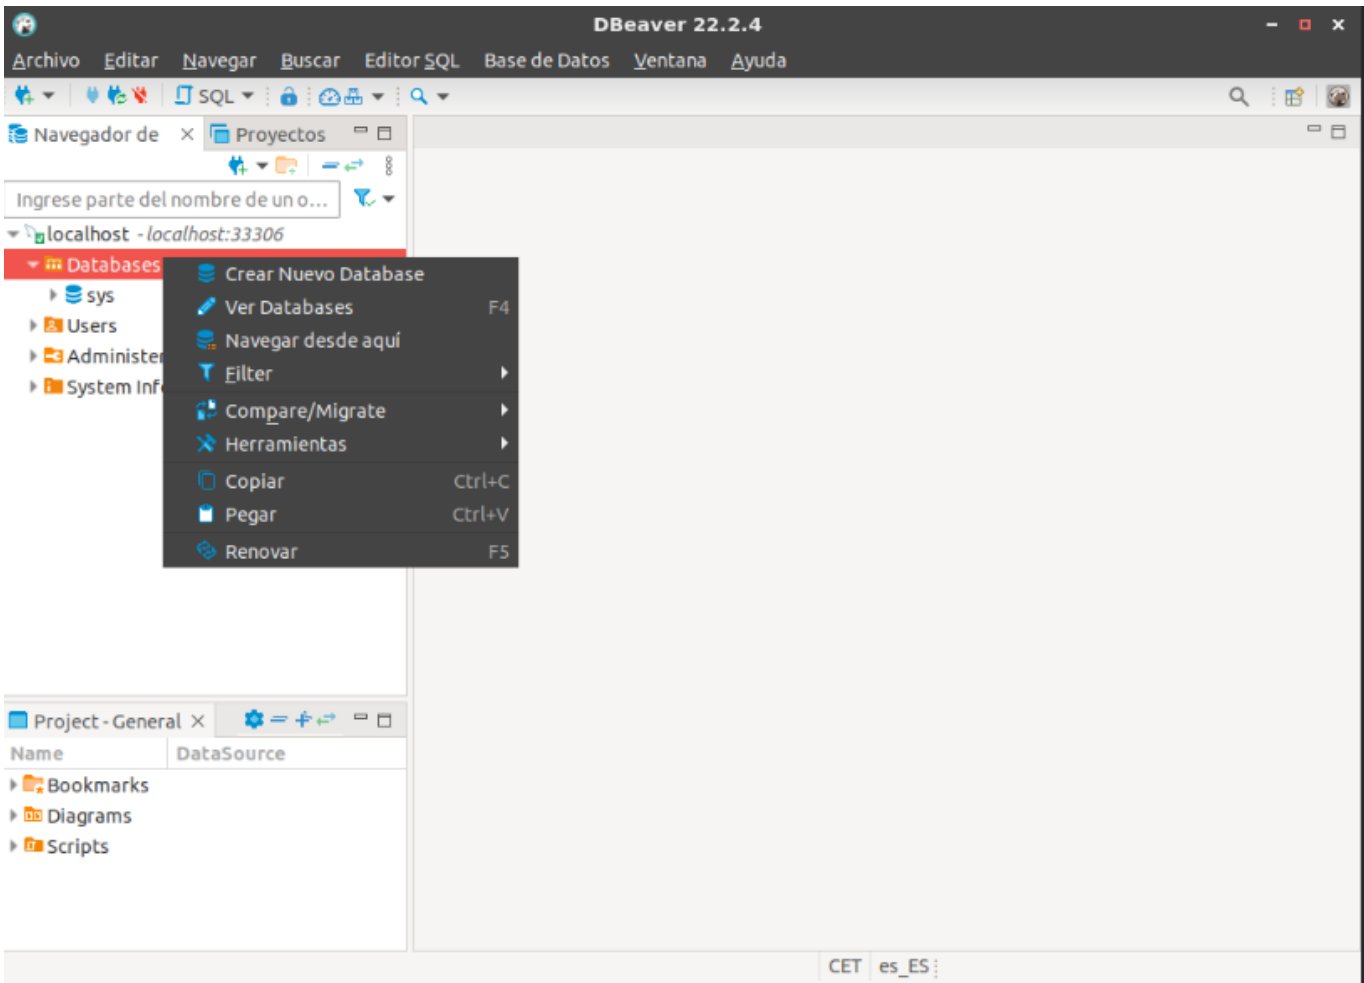 DBeaver 22.2.4
Archivo Editar Navegar Buscar Editor SQL Base de Datos Ventana Ayuda
SQL
Navegador de Proyectos
Ingrese parte del nombre de un o...
localhost - localhost:33306
Databases
sys
Users
Administer
System Inf
Crear Nuevo Database
Ver Databases F4
Navegar desde aquí
Filter
Compare/Migrate
Herramientas
Copiar Ctrl+C
Pegar Ctrl+V
Renovar F5
Project - General
Name DataSource
Bookmarks
Diagrams
Scripts
CET es_ES